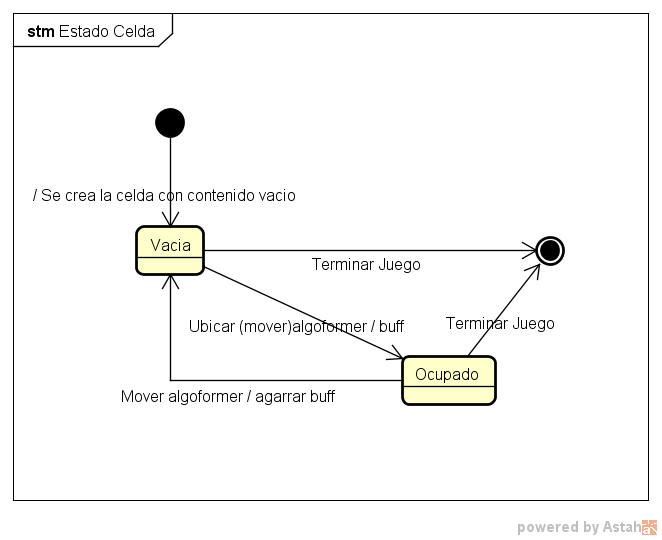 stm Estado Celda
/ Se crea la celda con contenido vacio
Vacia
Terminar Juego
Ubicar (mover)algoformer / buff
Terminar Juego
Ocupado
Mover algoformer / agarrar buff
powered by Astah